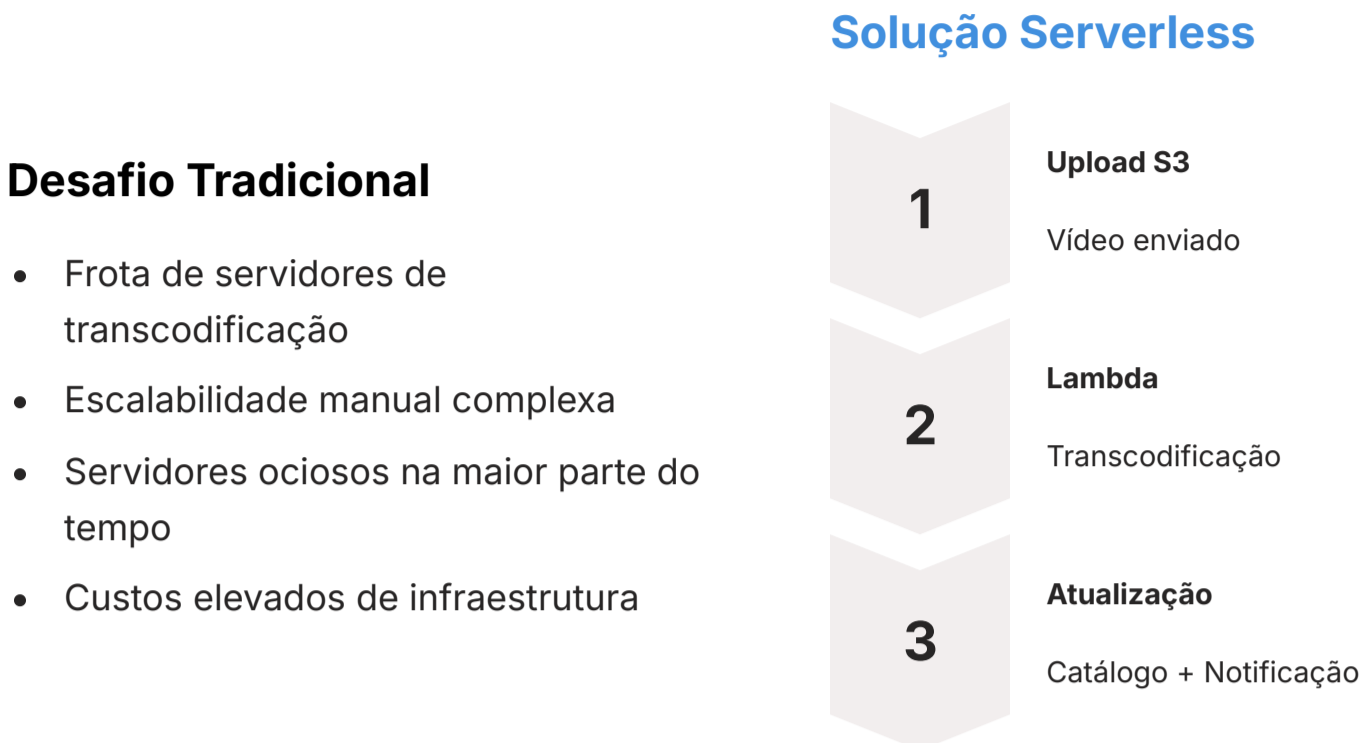 Desafio Tradicional
• Frota de servidores de
transcodificação
• Escalabilidade manual complexa
• Servidores ociosos na maior parte do
tempo
• Custos elevados de infraestrutura
Solução Serverless
1
Upload S3
Vídeo enviado
2
Lambda
Transcodificação
3
Atualização
Catálogo + Notificação